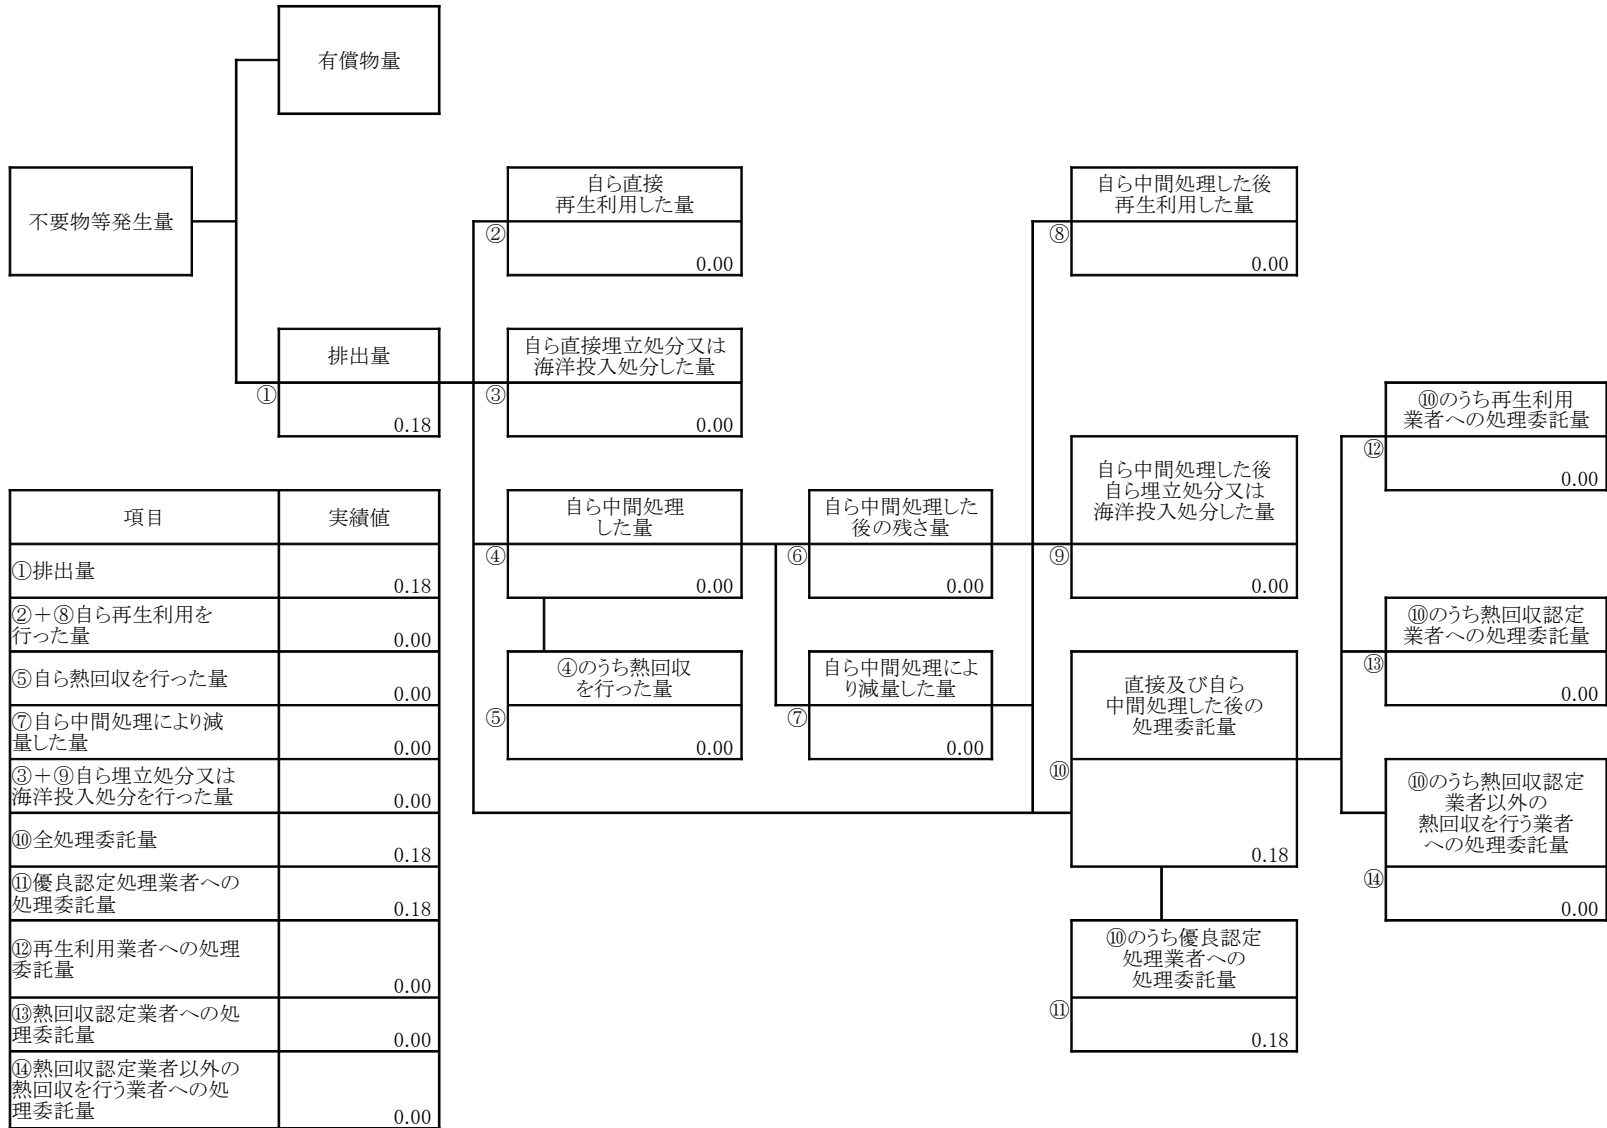 有償物量
不要物等発生量
自ら直接
再生利用した量
②
0.00
自ら中間処理した後
再生利用した量
⑧
0.00
排出量
①
0.18
自ら直接埋立処分又は
海洋投入処分した量
③
0.00
⑩のうち再生利用
業者への処理委託量
⑫
0.00
自ら中間処理
した量
④
0.00
自ら中間処理した
後の残さ量
⑥
0.00
自ら中間処理した後
自ら埋立処分又は
海洋投入処分した量
⑨
0.00
⑩のうち熱回収認定
業者への処理委託量
⑬
0.00
④のうち熱回収
を行った量
⑤
0.00
自ら中間処理によ
り減量した量
⑦
0.00
直接及び自ら
中間処理した後の
処理委託量
⑩
0.18
⑩のうち熱回収認定
業者以外の
熱回収を行う業者
への処理委託量
⑭
0.00
⑩のうち優良認定
処理業者への
処理委託量
⑪
0.18
項目 実績値
①排出量 0.18
②+⑧自ら再生利用を
行った量 0.00
⑤自ら熱回収を行った量 0.00
⑦自ら中間処理により減
量した量 0.00
③+⑨自ら埋立処分又は
海洋投入処分を行った量 0.00
⑩全処理委託量 0.18
⑪優良認定処理業者への
処理委託量 0.18
⑫再生利用業者への処理
委託量 0.00
⑬熱回収認定業者への処
理委託量 0.00
⑭熱回収認定業者以外の
熱回収を行う業者への処
理委託量 0.00